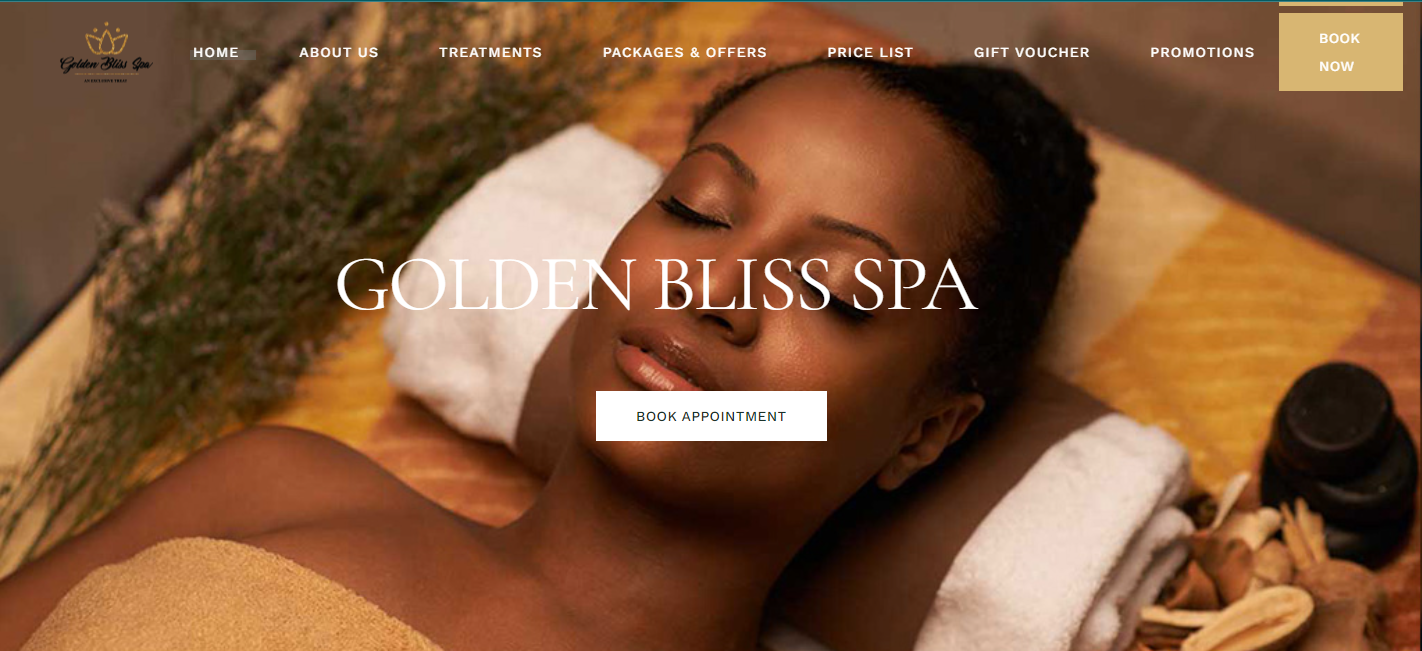 Golden Bliss Spa
HOME
ABOUT US
TREATMENTS
PACKAGES & OFFERS
PRICE LIST
GIFT VOUCHER
PROMOTIONS
BOOK
NOW
GOLDEN BLISS SPA
BOOK APPOINTMENT